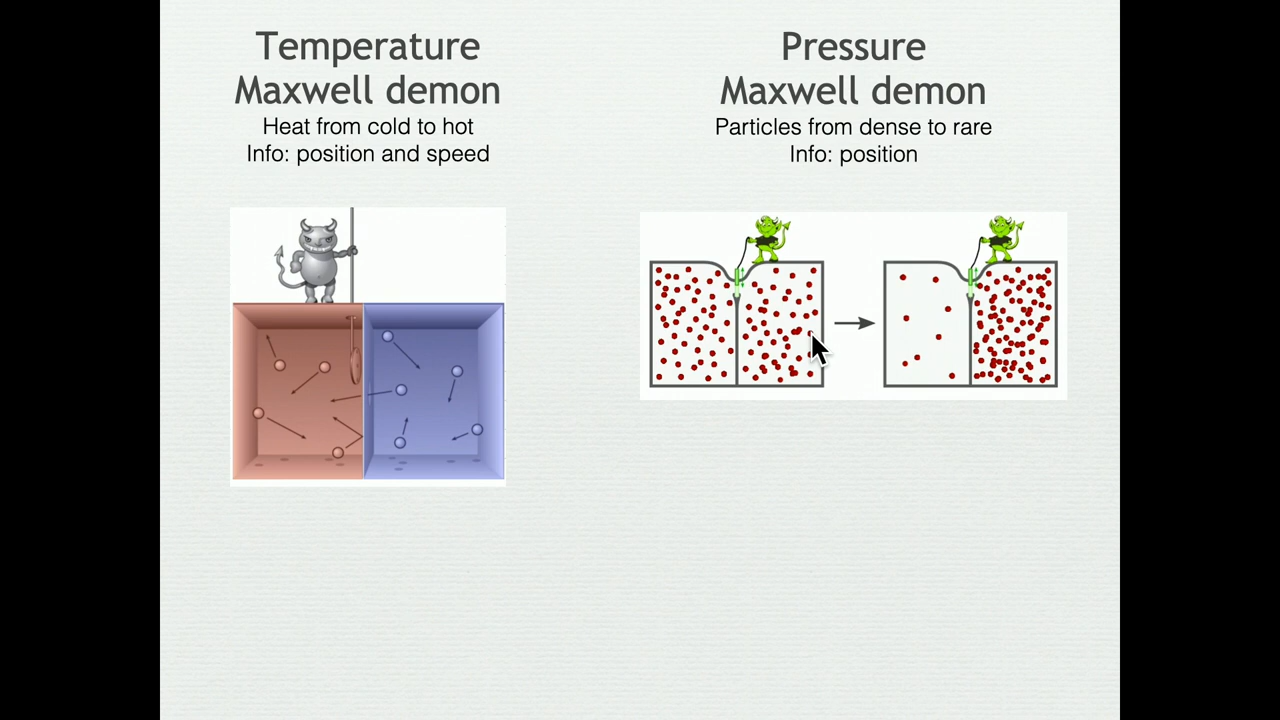 Temperature
Maxwell demon
Heat from cold to hot
Info: position and speed
Pressure
Maxwell demon
Particles from dense to rare
Info: position